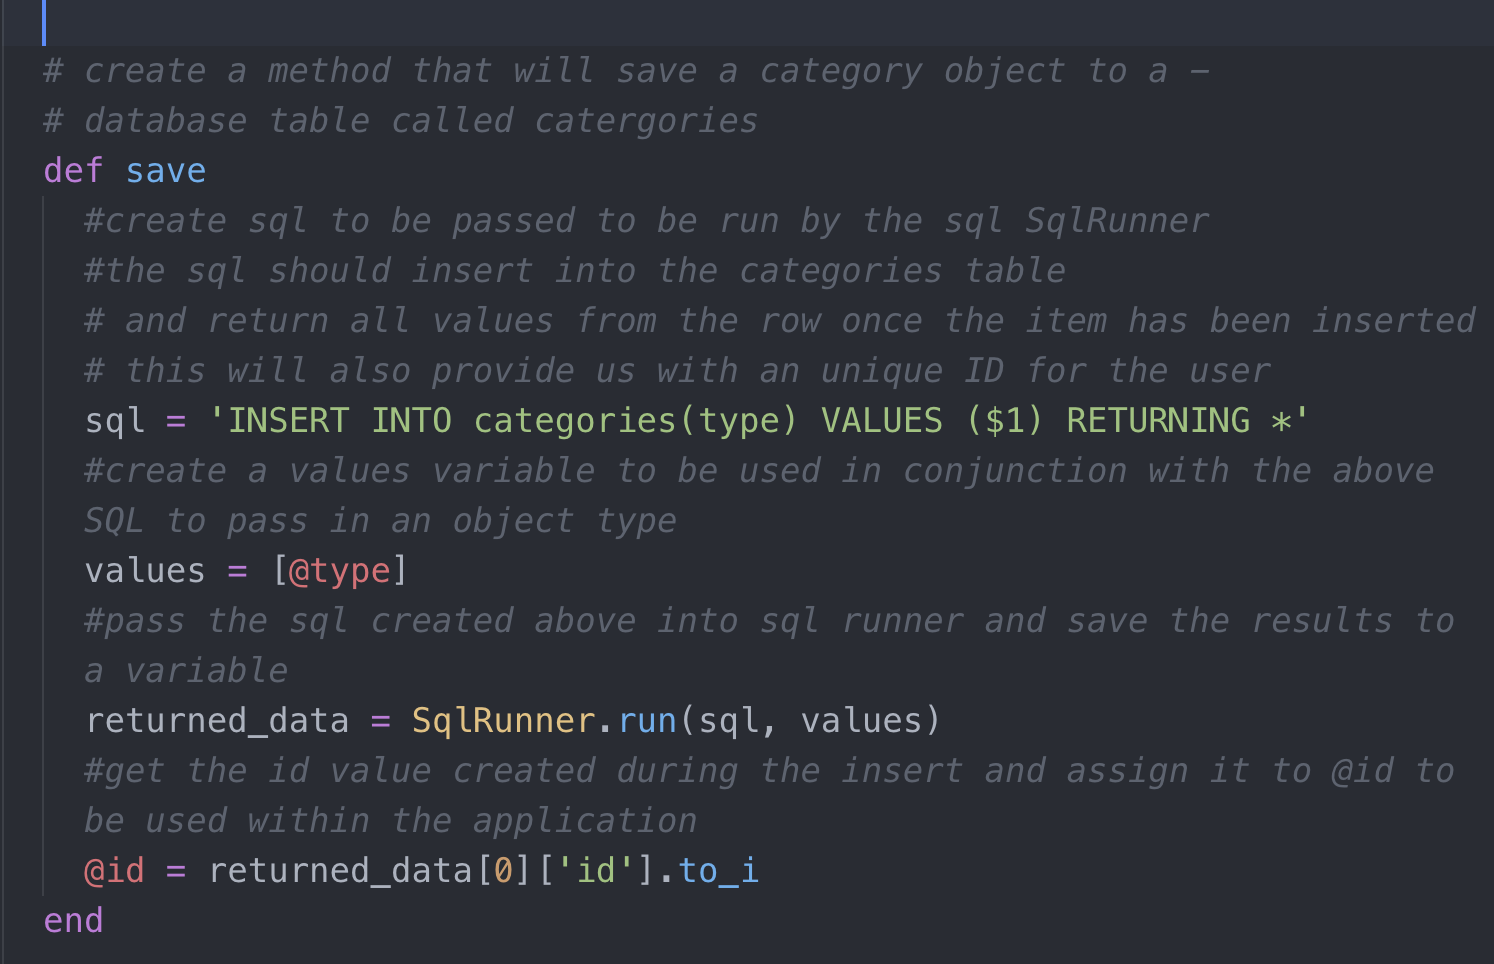 # create a method that will save a category object to a –
# database table called catergories
def save
#create sql to be passed to be run by the sql SqlRunner
#the sql should insert into the categories table
# and return all values from the row once the item has been inserted
# this will also provide us with an unique ID for the user
sql = 'INSERT INTO categories(type) VALUES ($1) RETURNING *'
#create a values variable to be used in conjunction with the above
SQL to pass in an object type
values = [@type]
#pass the sql created above into sql runner and save the results to
a variable
returned_data = SqlRunner.run(sql, values)
#get the id value created during the insert and assign it to @id to
be used within the application
@id = returned_data[0]['id'].to_i
end